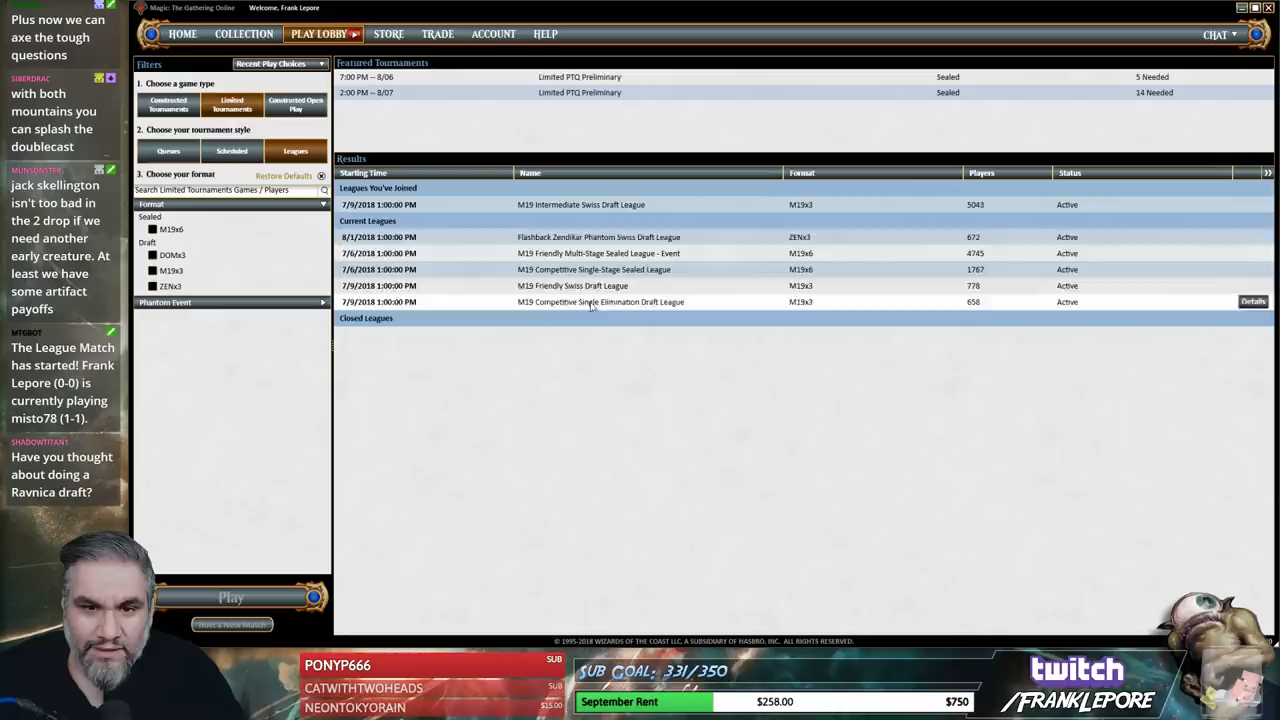 Plus now we can
axe the tough
questions
SIBERDRAC
with both
mountains you
can splash the
doublecast
MUNSONSTER
jack skellington
isn't too bad in
the 2 drop if we
need another
early creature. At
least we have
some artifact
payoffs
MTGBOT
The League Match
has started! Frank
Lepore (0-0) is
currently playing
misto78 (1-1).
SHADOWTITAN1
Have you thought
about doing a
Ravnica draft?
Magic: The Gathering Online Welcome, Frank Lepore
HOME COLLECTION PLAY LOBBY STORE TRADE ACCOUNT HELP CHAT
Filters Recent Play Choices
1. Choose a game type
Constructed Tournaments Limited Tournaments Constructed Open Play
2. Choose your tournament style
Queues Scheduled Leagues
3. Choose your format Restore Defaults
Search Limited Tournaments Games / Players
Format
Sealed
M19x6
Draft
DOMx3
M19x3
ZENx3
Phantom Event
Play
Host a New Match
Featured Tournaments
7:00 PM -- 8/06 Limited PTQ Preliminary Sealed 5 Needed
2:00 PM -- 8/07 Limited PTQ Preliminary Sealed 14 Needed
Results
Starting Time Name Format Players Status
Leagues You've Joined
7/9/2018 1:00:00 PM M19 Intermediate Swiss Draft League M19x3 5043 Active
Current Leagues
8/1/2018 1:00:00 PM Flashback Zendikar Phantom Swiss Draft League ZENx3 672 Active
7/6/2018 1:00:00 PM M19 Friendly Multi-Stage Sealed League - Event M19x6 4745 Active
7/6/2018 1:00:00 PM M19 Competitive Single-Stage Sealed League M19x6 1767 Active
7/9/2018 1:00:00 PM M19 Friendly Swiss Draft League M19x3 778 Active
7/9/2018 1:00:00 PM M19 Competitive Single Elimination Draft League M19x3 658 Active Details
Closed Leagues
© 1995-2018 WIZARDS OF THE COAST LLC, A SUBSIDIARY OF HASBRO, INC. ALL RIGHTS RESERVED.
PONYP666 SUB
CATWITHTWOHEADS SUB
NEONTOKYORAIN $15.00
SUB GOAL: 331/350
September Rent $258.00 $750
twitch
/FRANKLEPORE